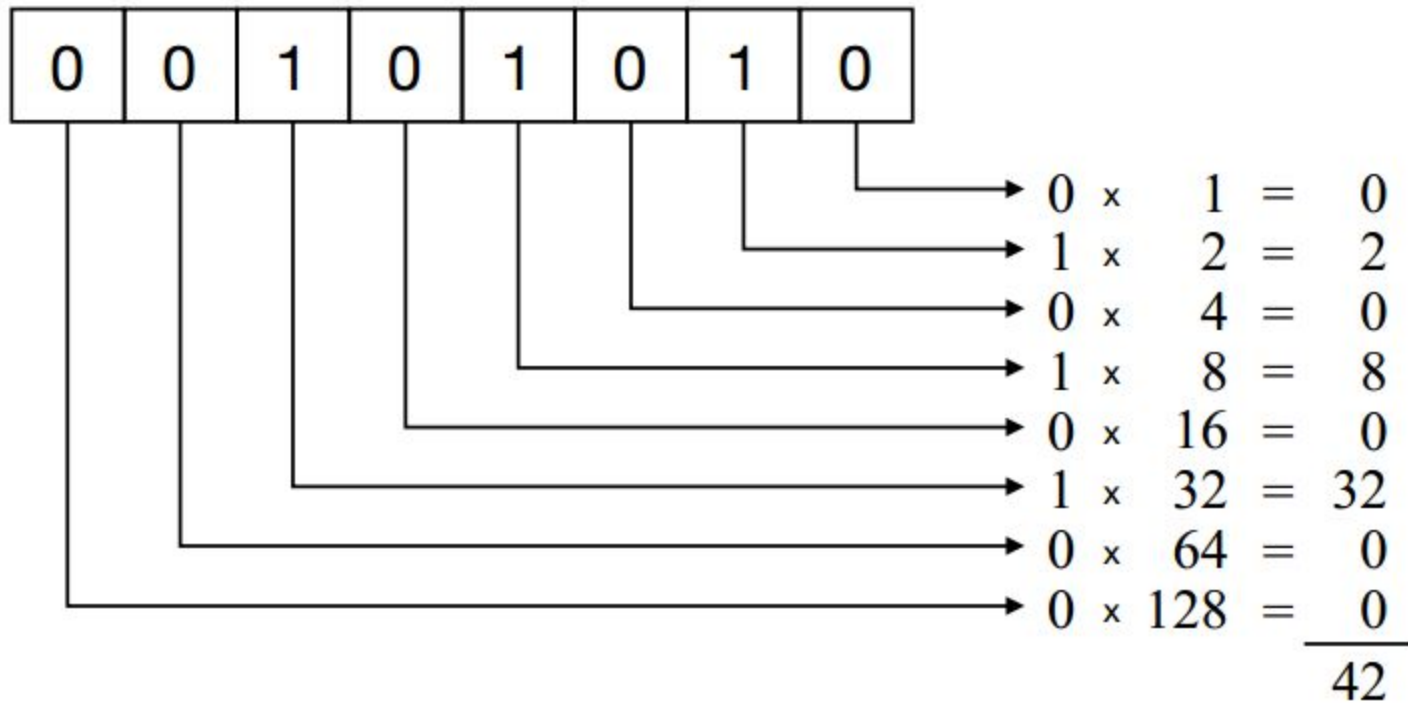 0 0 1 0 1 0 1 0
0 x 1 = 0
1 x 2 = 2
0 x 4 = 0
1 x 8 = 8
0 x 16 = 0
1 x 32 = 32
0 x 64 = 0
0 x 128 = 0
42